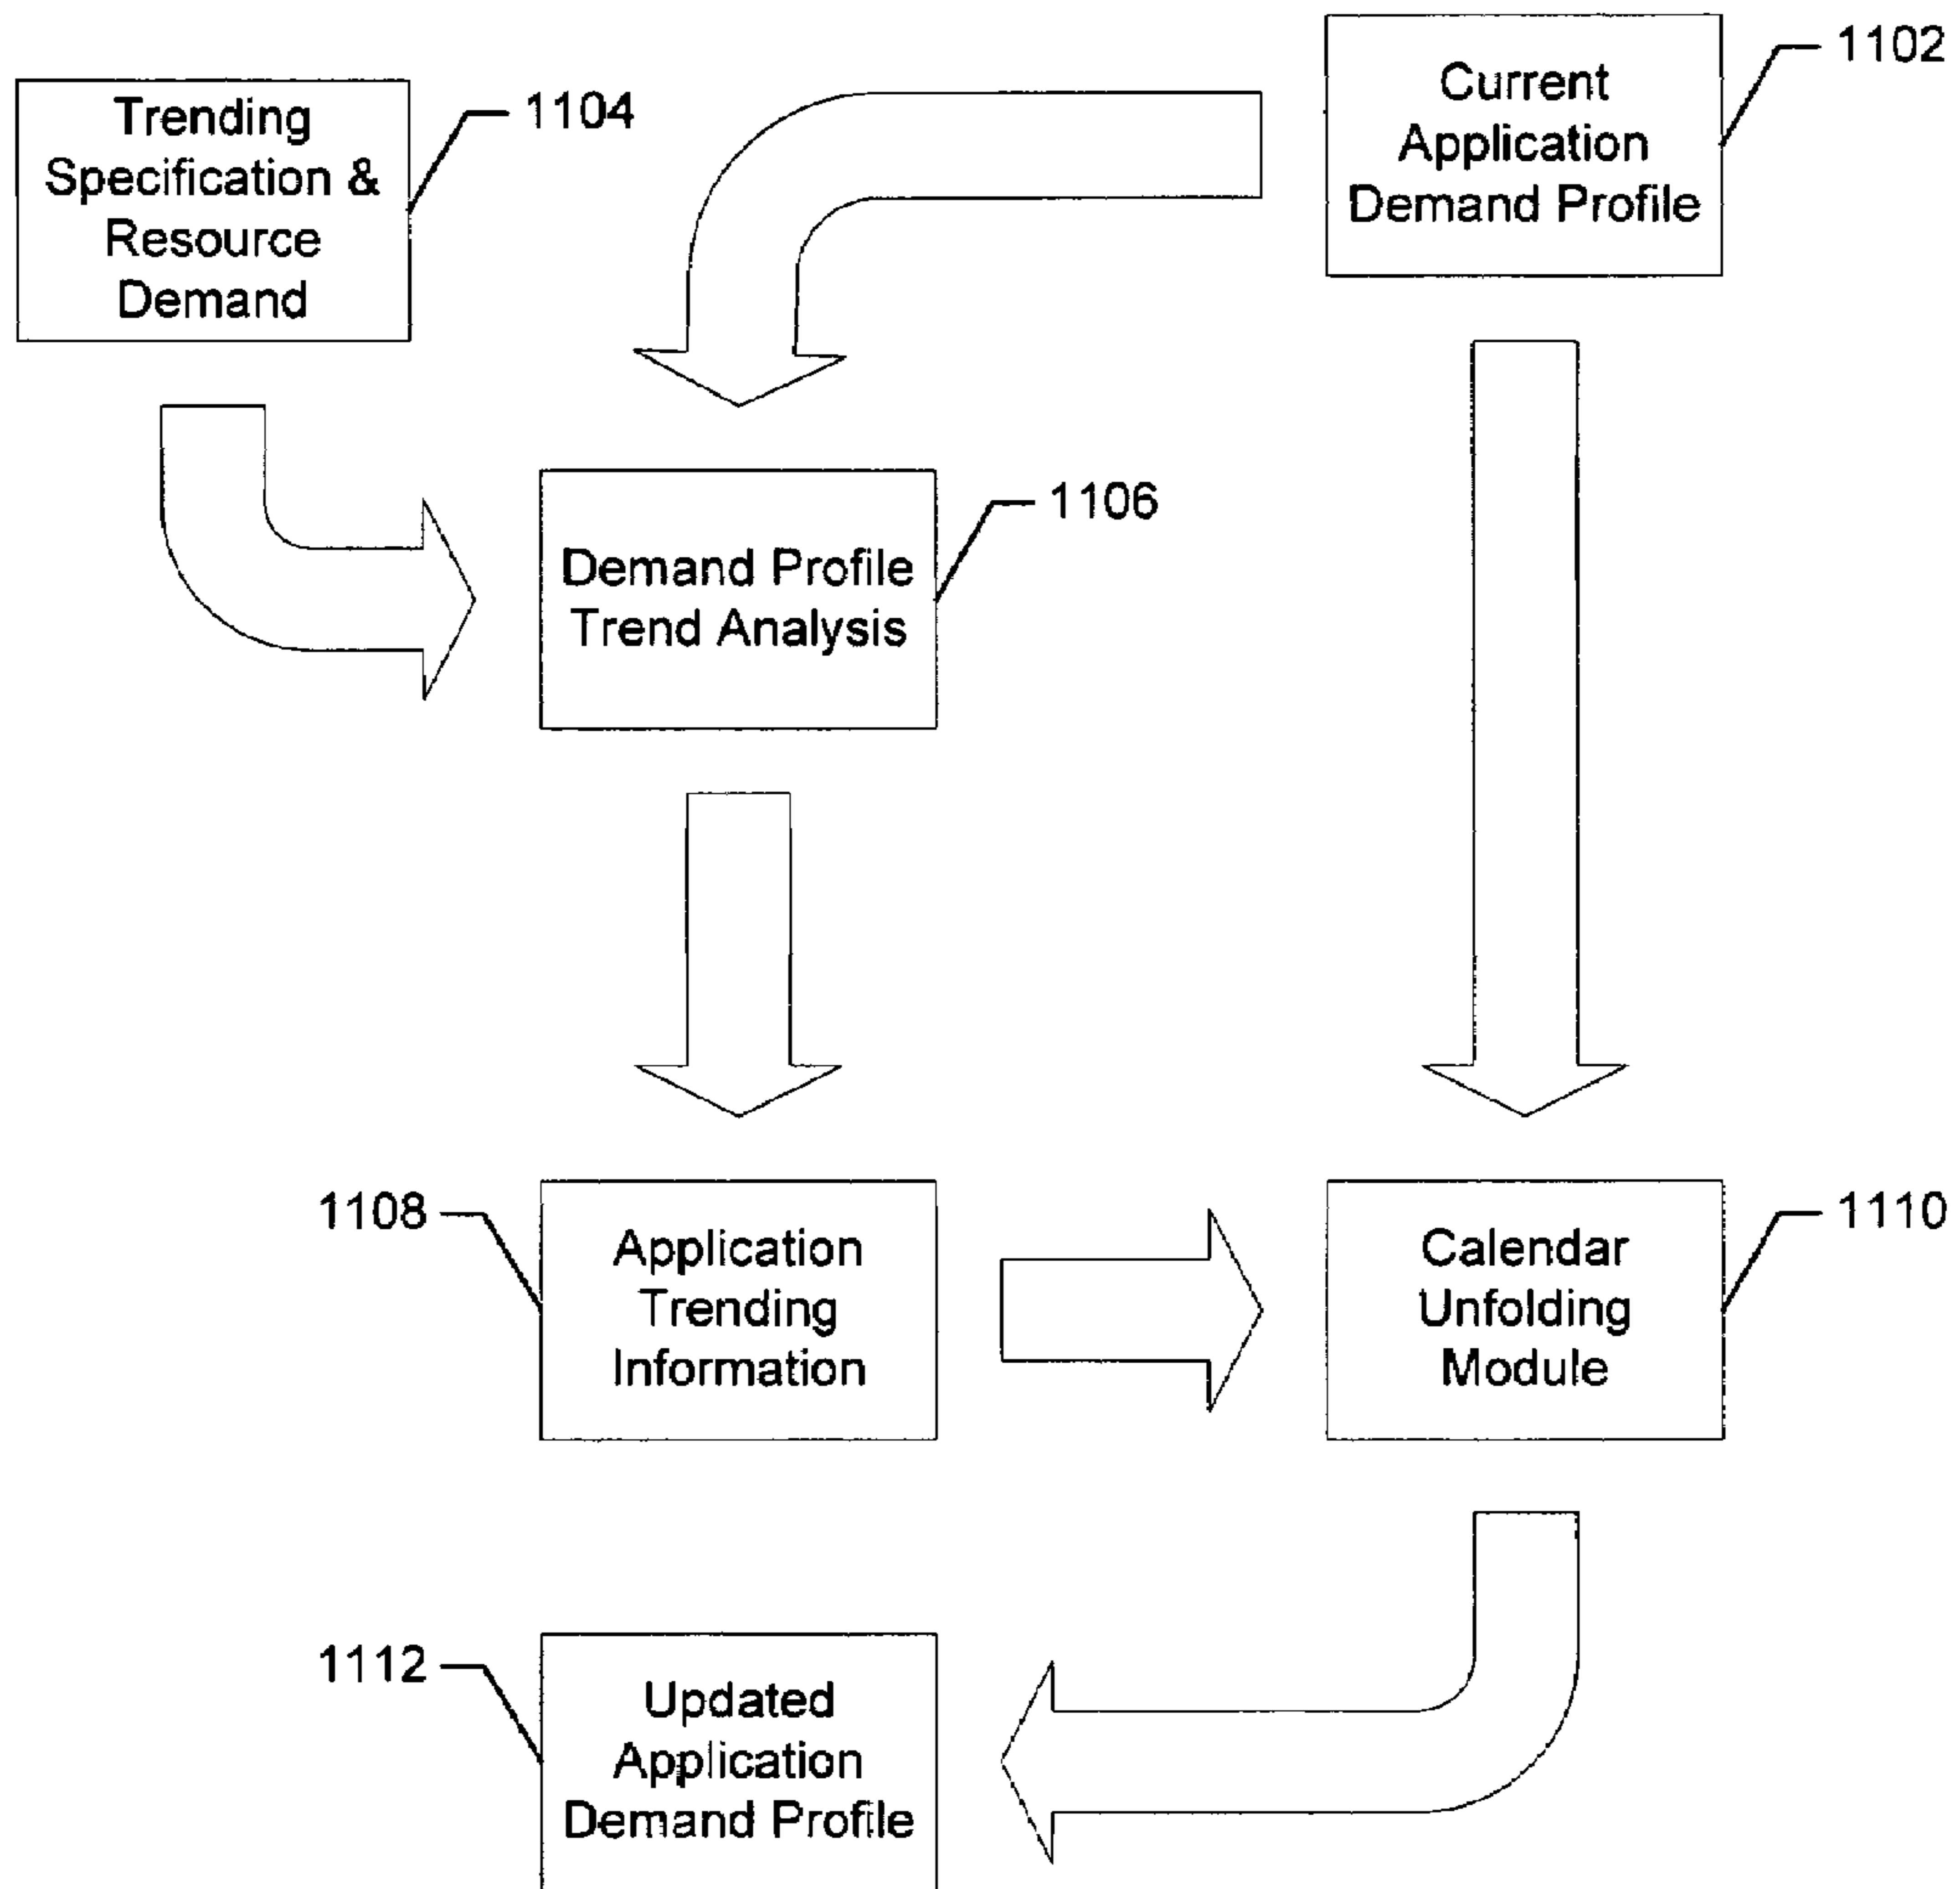 1102
Current
Application
Demand Profile
1104
Trending
Specification &
Resource
Demand
1106
Demand Profile
Trend Analysis
1108
Application
Trending
Information
1110
Calendar
Unfolding
Module
1112
Updated
Application
Demand Profile